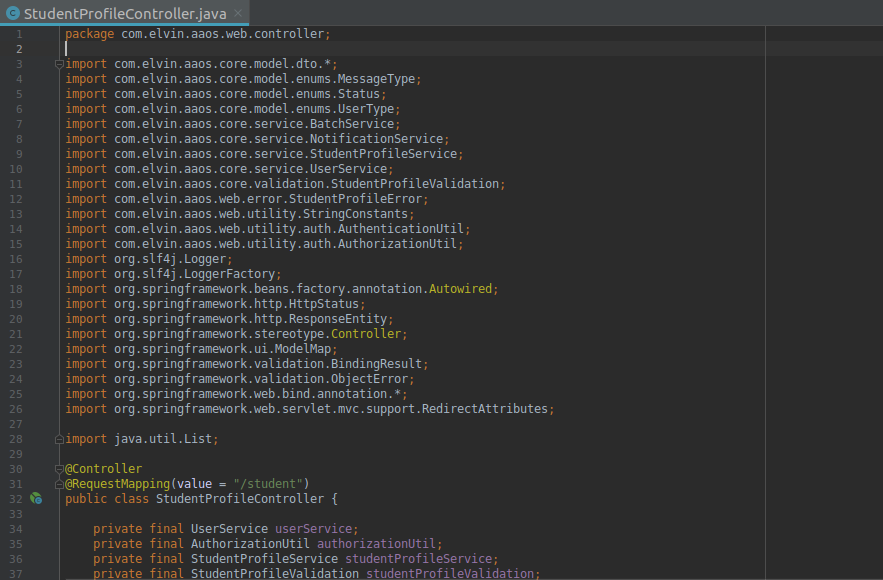 StudentProfileController.java
1 package com.elvin.aaos.web.controller;
2
3 import com.elvin.aaos.core.model.dto.*;
4 import com.elvin.aaos.core.model.enums.MessageType;
5 import com.elvin.aaos.core.model.enums.Status;
6 import com.elvin.aaos.core.model.enums.UserType;
7 import com.elvin.aaos.core.service.BatchService;
8 import com.elvin.aaos.core.service.NotificationService;
9 import com.elvin.aaos.core.service.StudentProfileService;
10 import com.elvin.aaos.core.service.UserService;
11 import com.elvin.aaos.core.validation.StudentProfileValidation;
12 import com.elvin.aaos.web.error.StudentProfileError;
13 import com.elvin.aaos.web.utility.StringConstants;
14 import com.elvin.aaos.web.utility.auth.AuthenticationUtil;
15 import com.elvin.aaos.web.utility.auth.AuthorizationUtil;
16 import org.slf4j.Logger;
17 import org.slf4j.LoggerFactory;
18 import org.springframework.beans.factory.annotation.Autowired;
19 import org.springframework.http.HttpStatus;
20 import org.springframework.http.ResponseEntity;
21 import org.springframework.stereotype.Controller;
22 import org.springframework.ui.ModelMap;
23 import org.springframework.validation.BindingResult;
24 import org.springframework.validation.ObjectError;
25 import org.springframework.web.bind.annotation.*;
26 import org.springframework.web.servlet.mvc.support.RedirectAttributes;
27
28 import java.util.List;
29
30 @Controller
31 @RequestMapping(value = "/student")
32 public class StudentProfileController {
33
34 private final UserService userService;
35 private final AuthorizationUtil authorizationUtil;
36 private final StudentProfileService studentProfileService;
37 private final StudentProfileValidation studentProfileValidation;